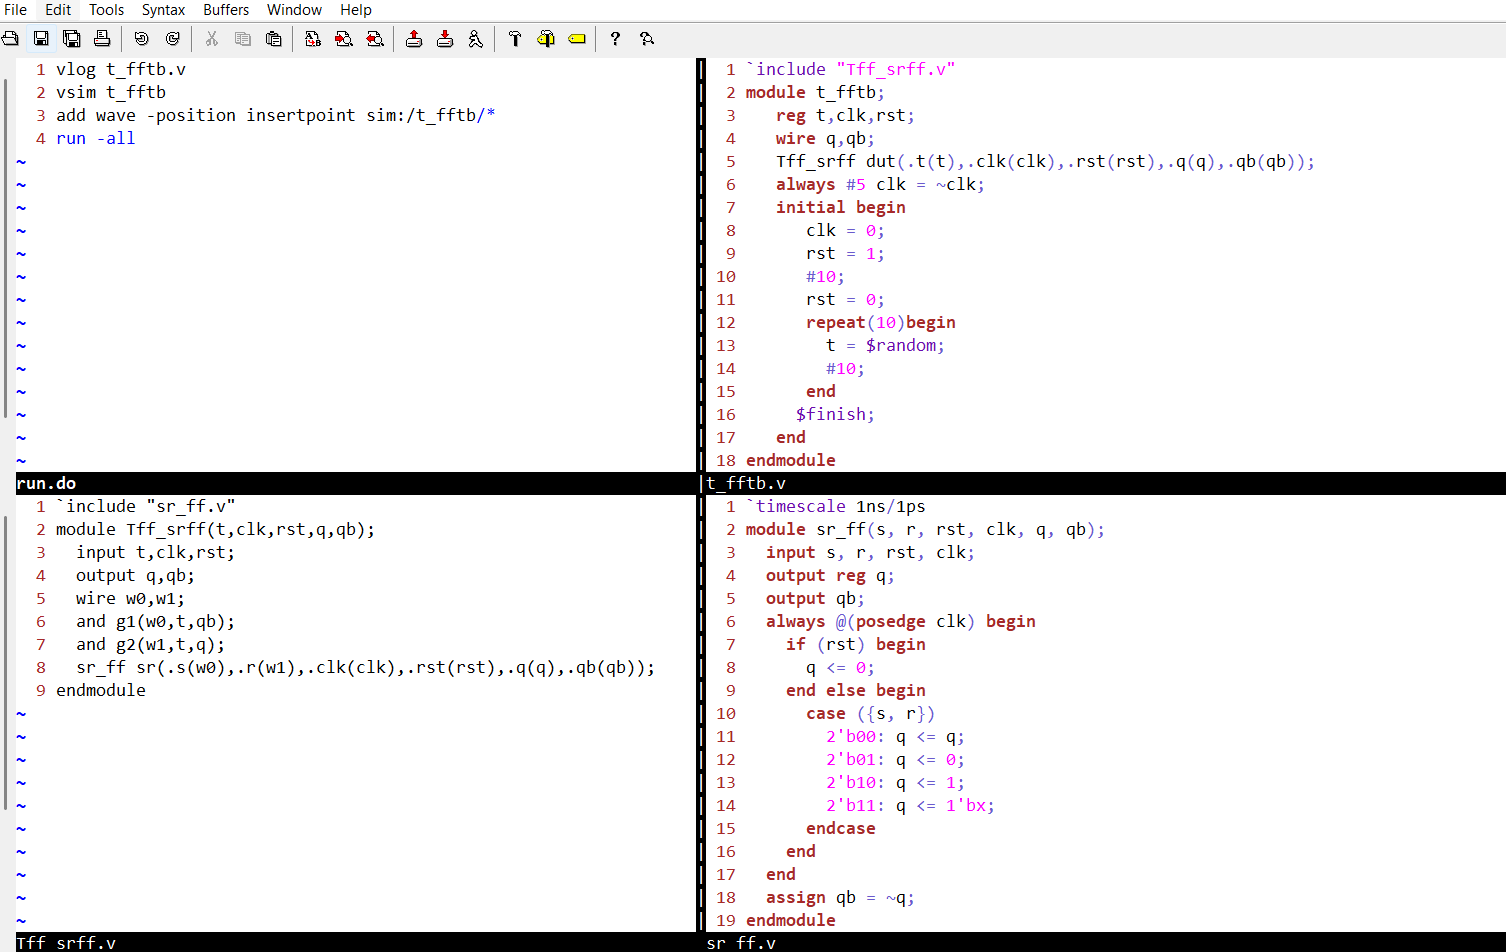 File Edit Tools Syntax Buffers Window Help
1 vlog t_fftb.v
2 vsim t_fftb
3 add wave -position insertpoint sim:/t_fftb/*
4 run -all
~
~
~
~
~
~
~
~
~
~
~
~
~
~
run.do
1 `include "Tff_srff.v"
2 module t_fftb;
3 reg t,clk,rst;
4 wire q,qb;
5 Tff_srff dut(.t(t),.clk(clk),.rst(rst),.q(q),.qb(qb));
6 always #5 clk = ~clk;
7 initial begin
8 clk = 0;
9 rst = 1;
10 #10;
11 rst = 0;
12 repeat(10)begin
13 t = $random;
14 #10;
15 end
16 $finish;
17 end
18 endmodule
t_fftb.v
1 `include "sr_ff.v"
2 module Tff_srff(t,clk,rst,q,qb);
3 input t,clk,rst;
4 output q,qb;
5 wire w0,w1;
6 and g1(w0,t,qb);
7 and g2(w1,t,q);
8 sr_ff sr(.s(w0),.r(w1),.clk(clk),.rst(rst),.q(q),.qb(qb));
9 endmodule
~
~
~
~
~
~
~
~
~
~
Tff_srff.v
1 `timescale 1ns/1ps
2 module sr_ff(s, r, rst, clk, q, qb);
3 input s, r, rst, clk;
4 output reg q;
5 output qb;
6 always @(posedge clk) begin
7 if (rst) begin
8 q <= 0;
9 end else begin
10 case ({s, r})
11 2'b00: q <= q;
12 2'b01: q <= 0;
13 2'b10: q <= 1;
14 2'b11: q <= 1'bx;
15 endcase
16 end
17 end
18 assign qb = ~q;
19 endmodule
sr_ff.v